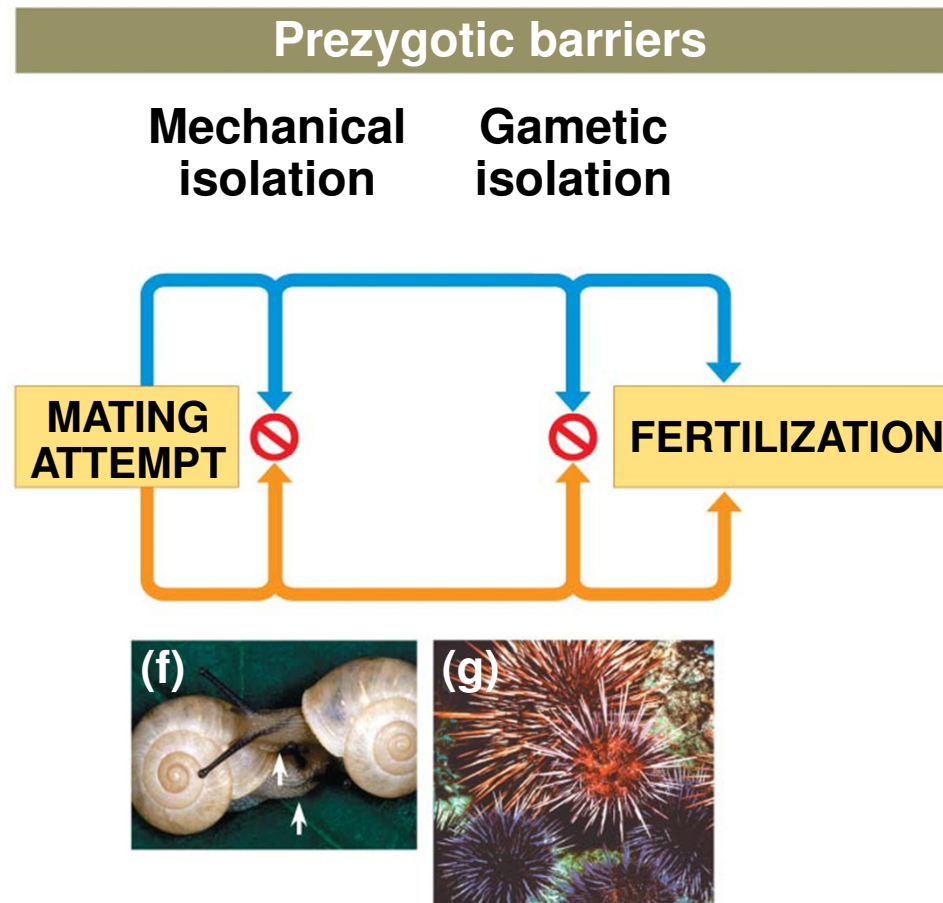 Prezygotic barriers
Mechanical
isolation
Gametic
isolation
MATING
ATTEMPT
FERTILIZATION
(f)
(g)